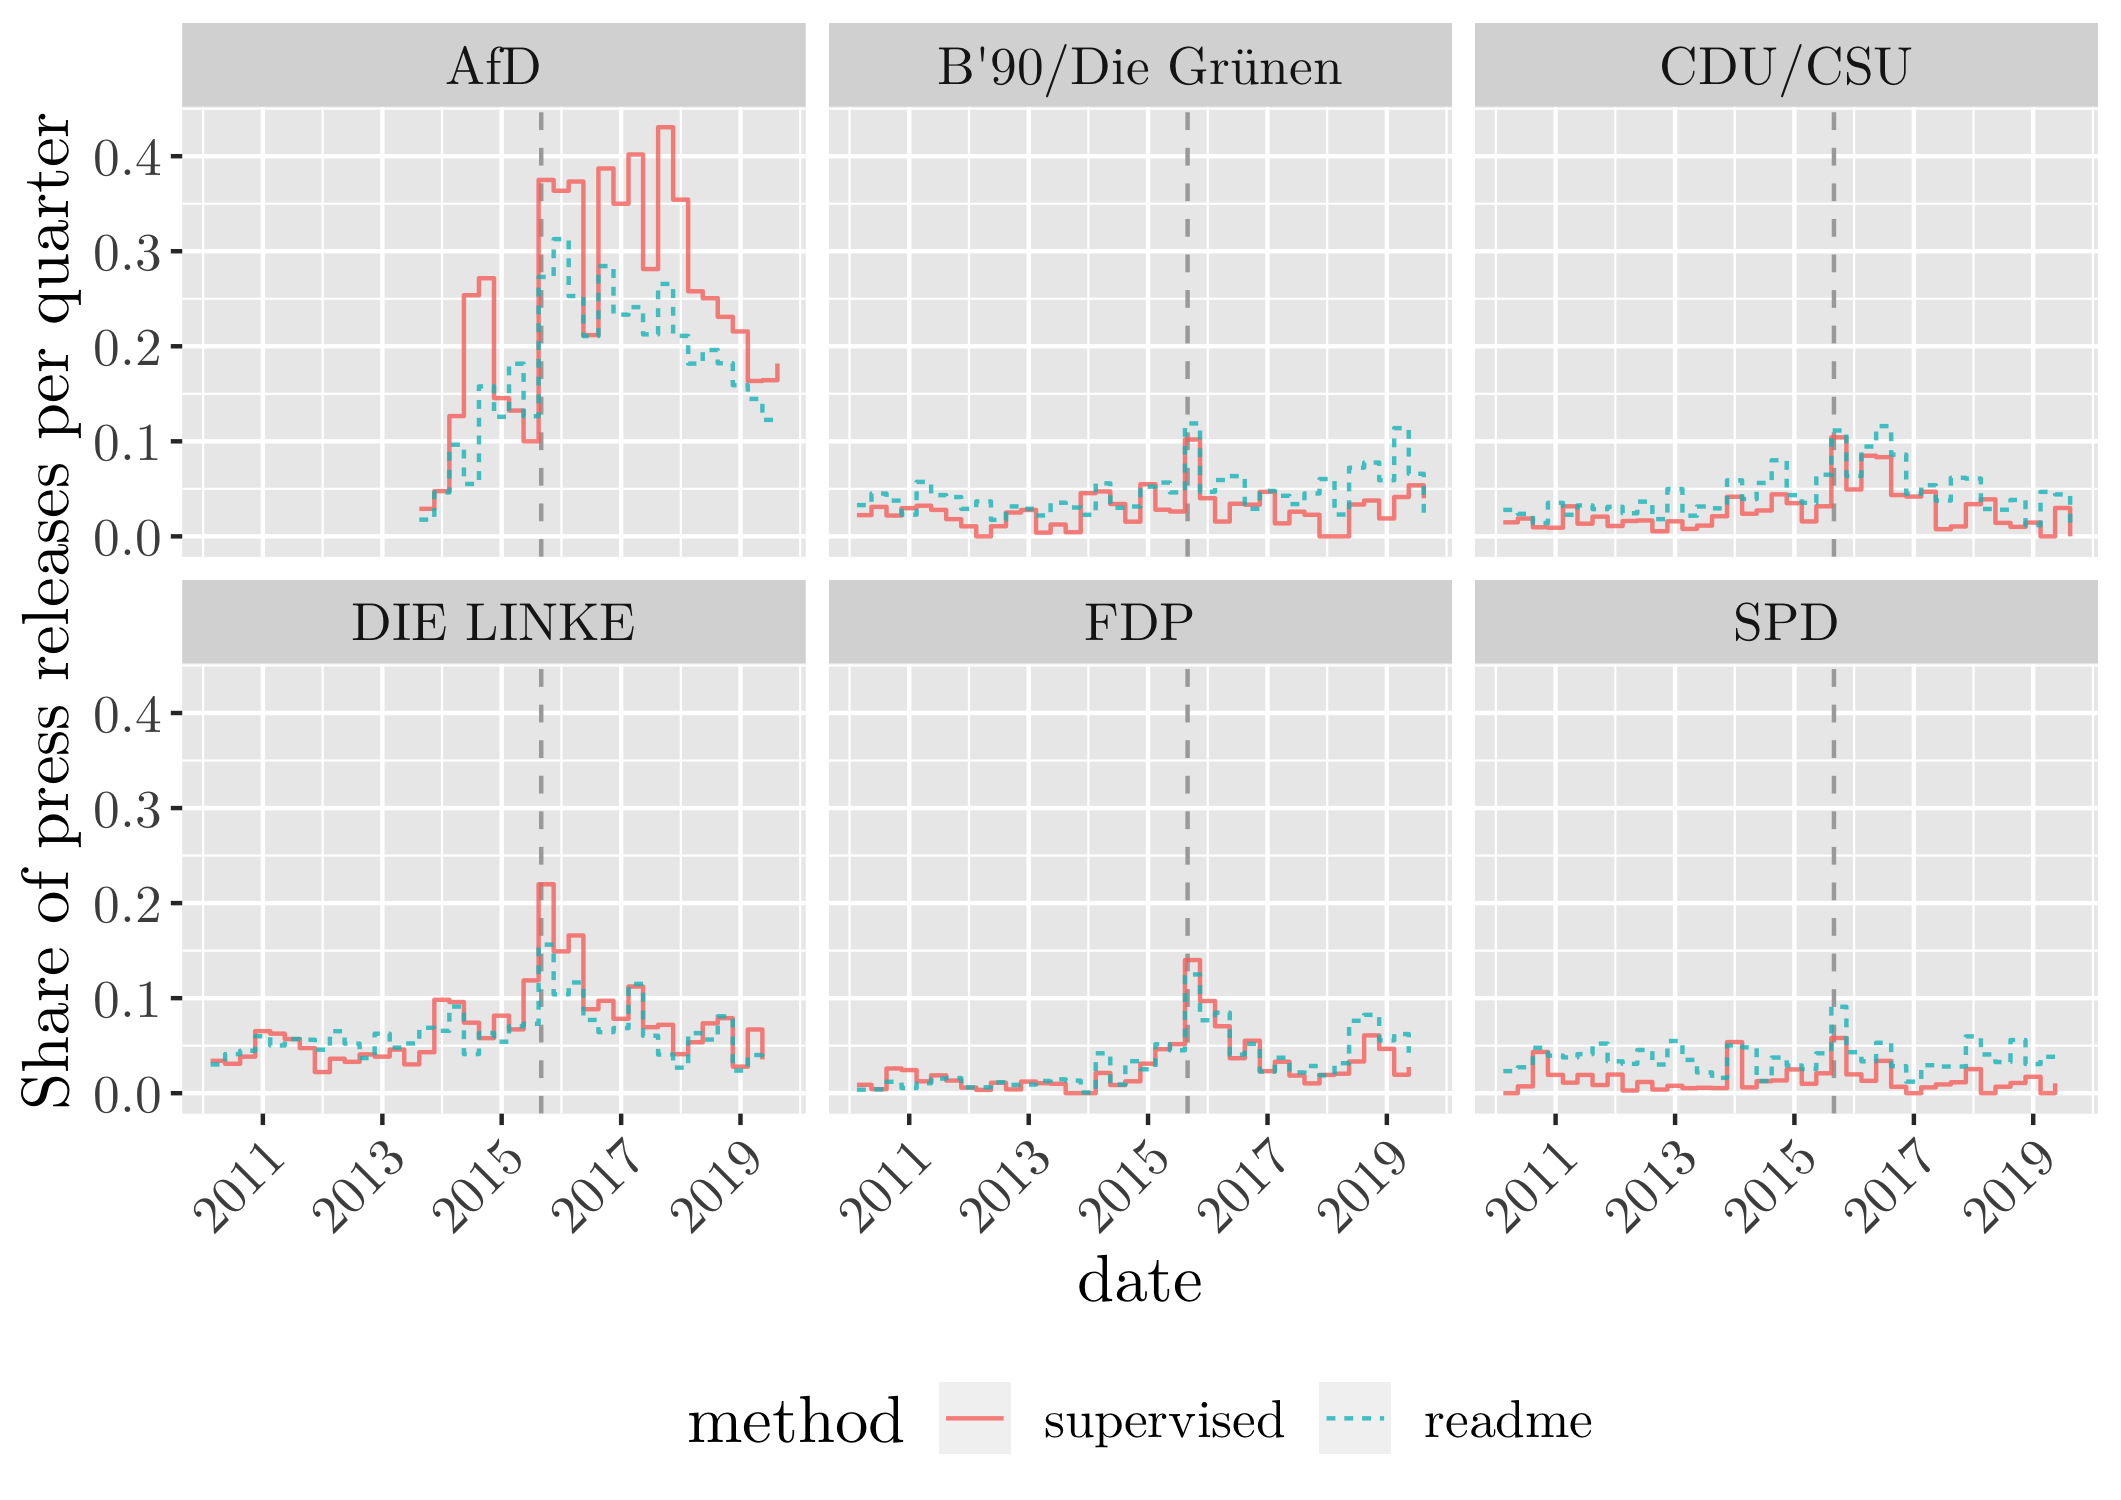 AfD
B'90/Die Grünen
CDU/CSU
Share of press releases per quarter
0.4
0.3
0.2
0.1
0.0
DIE LINKE
FDP
SPD
0.4
0.3
0.2
0.1
0.0
2011 2013 2015 2017 2019
2011 2013 2015 2017 2019
2011 2013 2015 2017 2019
date
method supervised readme